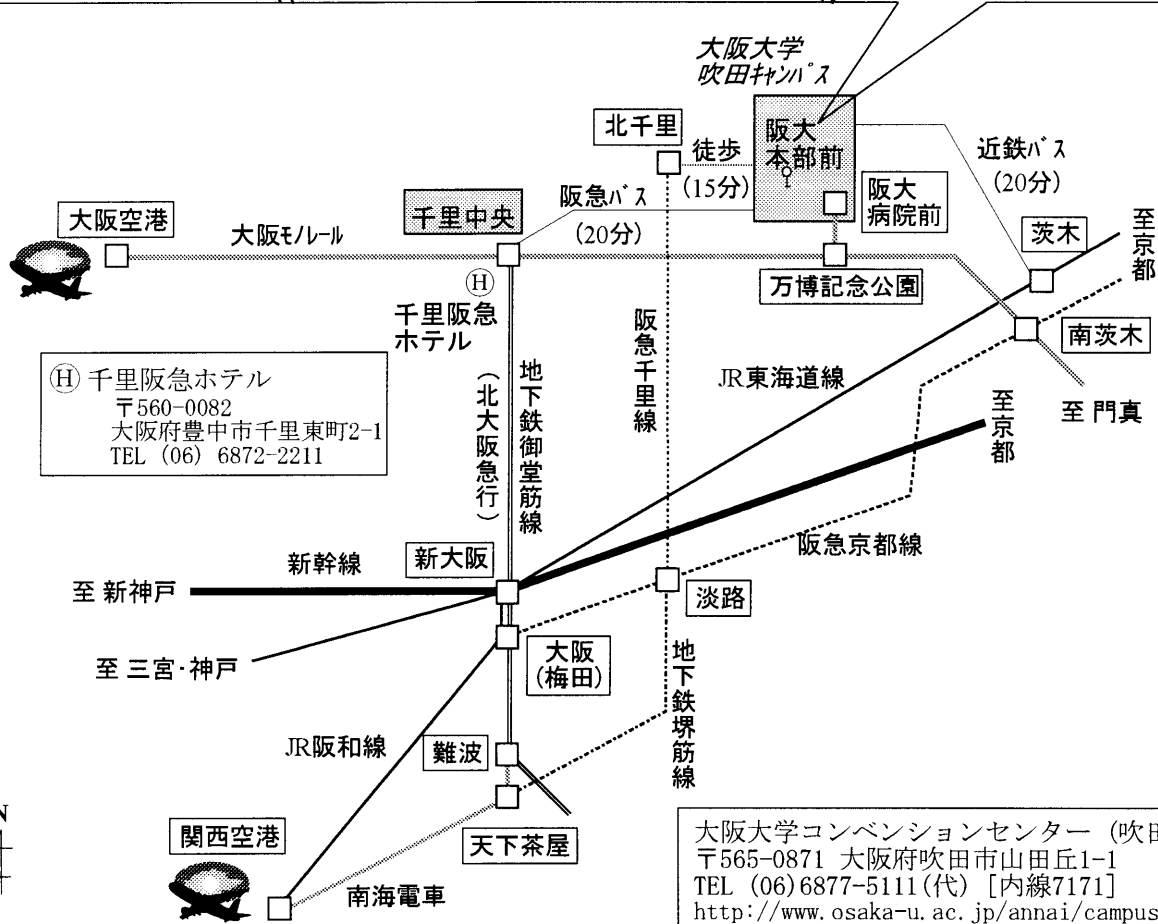 大阪大学
吹田ｷｬﾝﾊﾟｽ
北千里
徒歩
(15分)
阪大
本部前
近鉄ﾊﾞｽ
(20分)
阪大
病院前
大阪空港
大阪ﾓﾉﾚｰﾙ
千里中央
阪急ﾊﾞｽ
(20分)
茨木
至京都
万博記念公園
Ⓗ
千里阪急
ホテル
阪急千里線
南茨木
至 門真
Ⓗ 千里阪急ホテル
〒560-0082
大阪府豊中市千里東町2-1
TEL (06) 6872-2211
地下鉄御堂筋線
(北大阪急行)
JR東海道線
至京都
新幹線
新大阪
至 新神戸
阪急京都線
淡路
至 三宮･神戸
大阪
(梅田)
地下鉄堺筋線
JR阪和線
難波
N
関西空港
天下茶屋
南海電車
大阪大学コンベンションセンター (吹田
〒565-0871 大阪府吹田市山田丘1-1
TEL (06)6877-5111(代) [内線7171]
http://www.osaka-u.ac.jp/annai/campus